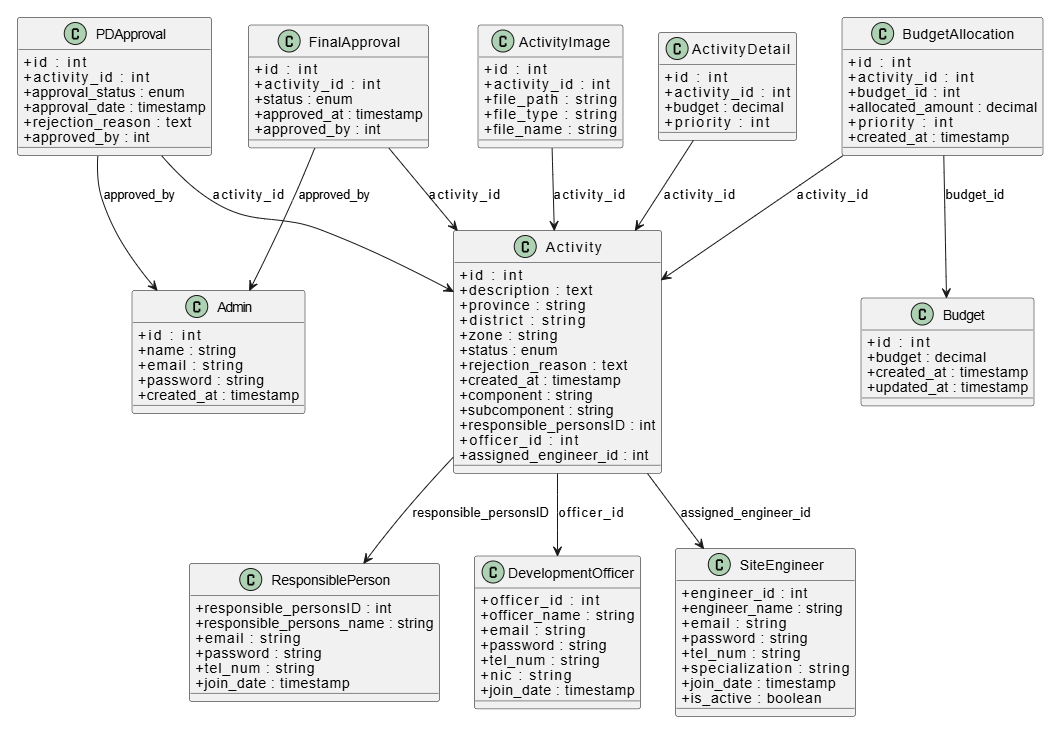 C PDApproval
+id : int
+activity_id : int
+approval_status : enum
+approval_date : timestamp
+rejection_reason : text
+approved_by : int
C FinalApproval
+id : int
+activity_id : int
+status : enum
+approved_at : timestamp
+approved_by : int
C ActivityImage
+id : int
+activity_id : int
+file_path : string
+file_type : string
+file_name : string
C ActivityDetail
+id : int
+activity_id : int
+budget : decimal
+priority : int
C BudgetAllocation
+id : int
+activity_id : int
+budget_id : int
+allocated_amount : decimal
+priority : int
+created_at : timestamp
approved_by
activity_id
approved_by
activity_id
activity_id
activity_id
activity_id
budget_id
C Admin
+id : int
+name : string
+email : string
+password : string
+created_at : timestamp
C Activity
+id : int
+description : text
+province : string
+district : string
+zone : string
+status : enum
+rejection_reason : text
+created_at : timestamp
+component : string
+subcomponent : string
+responsible_personsID : int
+officer_id : int
+assigned_engineer_id : int
C Budget
+id : int
+budget : decimal
+created_at : timestamp
+updated_at : timestamp
responsible_personsID
officer_id
assigned_engineer_id
C ResponsiblePerson
+responsible_personsID : int
+responsible_persons_name : string
+email : string
+password : string
+tel_num : string
+join_date : timestamp
C DevelopmentOfficer
+officer_id : int
+officer_name : string
+email : string
+password : string
+tel_num : string
+nic : string
+join_date : timestamp
C SiteEngineer
+engineer_id : int
+engineer_name : string
+email : string
+password : string
+tel_num : string
+specialization : string
+join_date : timestamp
+is_active : boolean